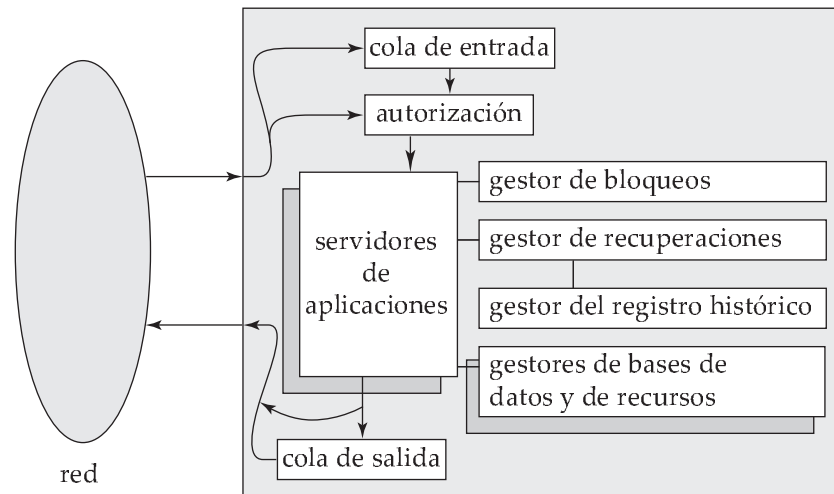 cola de entrada
autorización
gestor de bloqueos
servidores
de
aplicaciones
gestor de recuperaciones
gestor del registro histórico
gestores de bases de
datos y de recursos
cola de salida
red